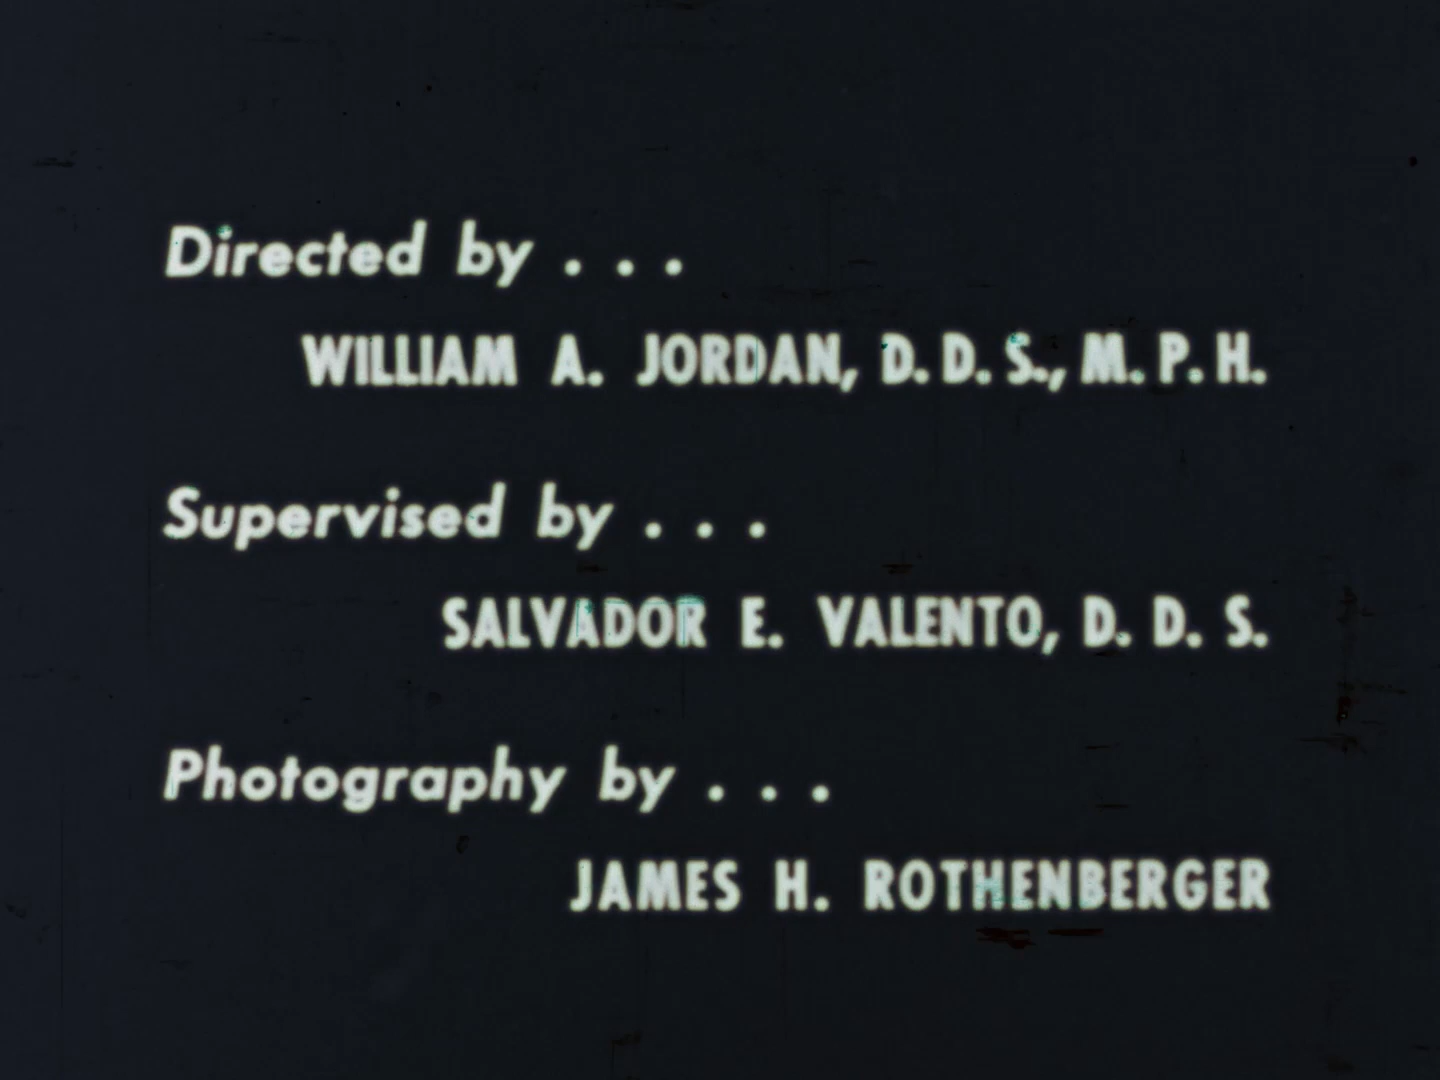 Directed by . . .
WILLIAM A. JORDAN, D. D. S., M. P. H.
Supervised by . . .
SALVADOR E. VALENTO, D. D. S.
Photography by . . .
JAMES H. ROTHENBERGER